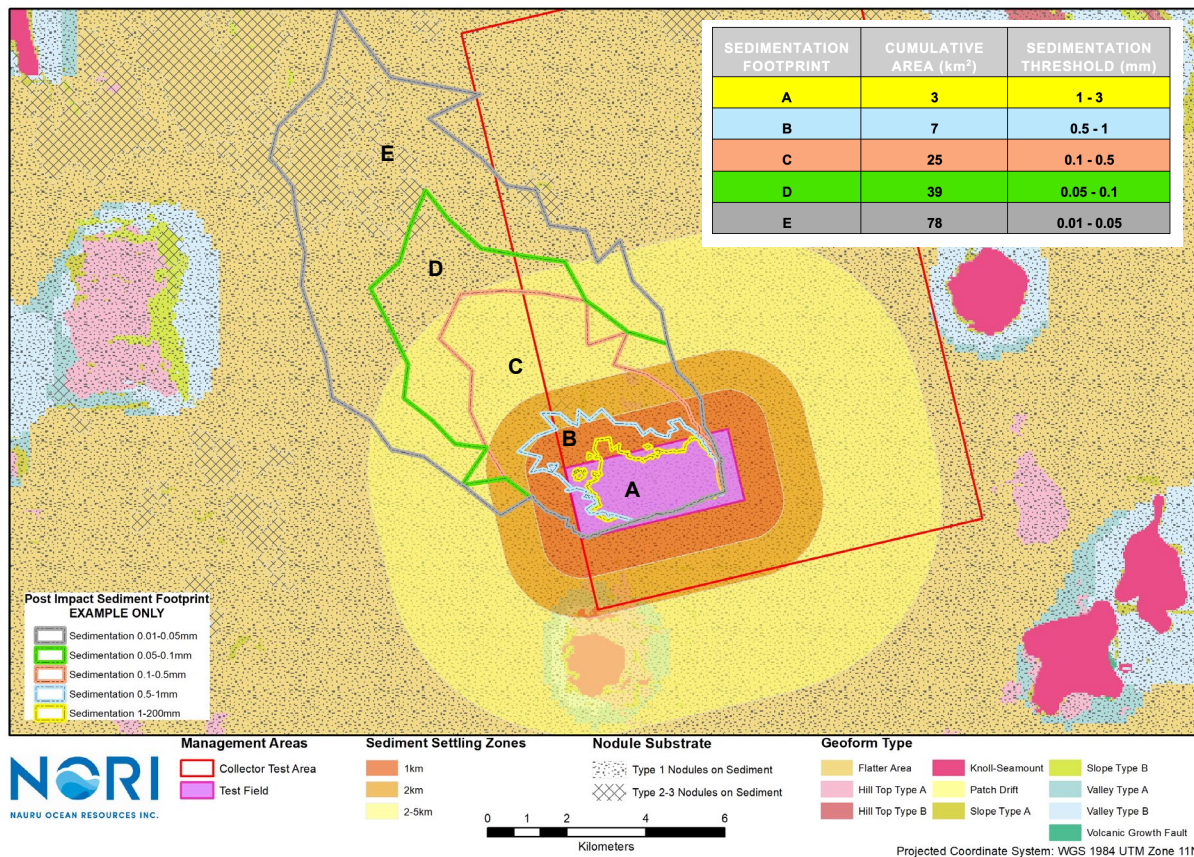 SEDIMENTATION FOOTPRINT CUMULATIVE AREA (km²) SEDIMENTATION THRESHOLD (mm)
A 3 1 - 3
B 7 0.5 - 1
C 25 0.1 - 0.5
D 39 0.05 - 0.1
E 78 0.01 - 0.05
E
D
C
B
A
Post Impact Sediment Footprint
EXAMPLE ONLY
Sedimentation 0.01-0.05mm
Sedimentation 0.05-0.1mm
Sedimentation 0.1-0.5mm
Sedimentation 0.5-1mm
Sedimentation 1-200mm
NORI
NAURU OCEAN RESOURCES INC.
Management Areas
Collector Test Area
Test Field
Sediment Settling Zones
1km
2km
2-5km
Nodule Substrate
Type 1 Nodules on Sediment
Type 2-3 Nodules on Sediment
0 1 2 4 6
Kilometers
Geoform Type
Flatter Area
Hill Top Type A
Hill Top Type B
Knoll-Seamount
Patch Drift
Slope Type A
Slope Type B
Valley Type A
Valley Type B
Volcanic Growth Fault
Projected Coordinate System: WGS 1984 UTM Zone 11N